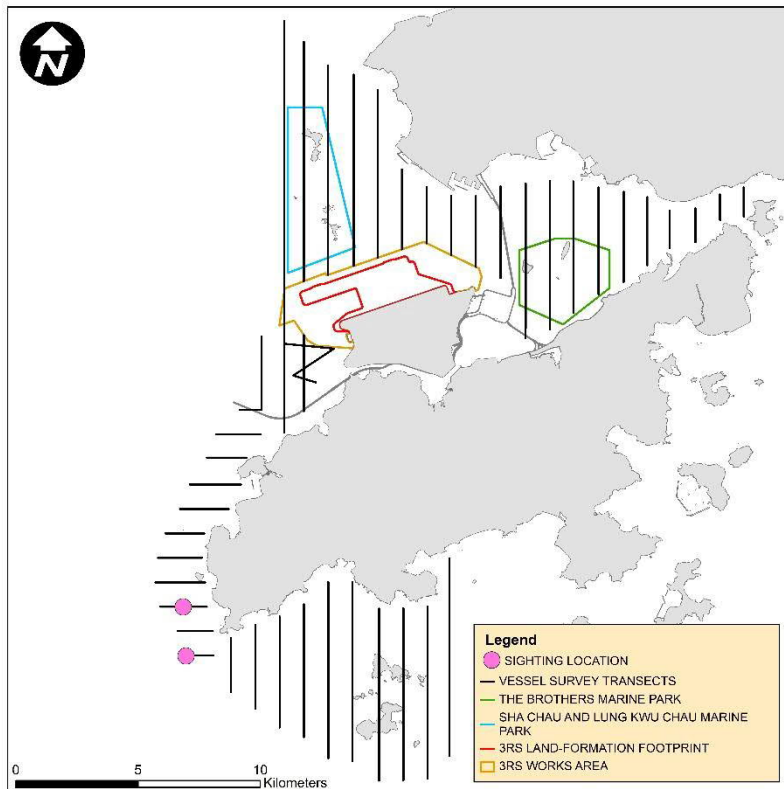 N
Legend
SIGHTING LOCATION
VESSEL SURVEY TRANSECTS
THE BROTHERS MARINE PARK
SHA CHAU AND LUNG KWU CHAU MARINE
PARK
3RS LAND-FORMATION FOOTPRINT
3RS WORKS AREA
0 5 10
Kilometers